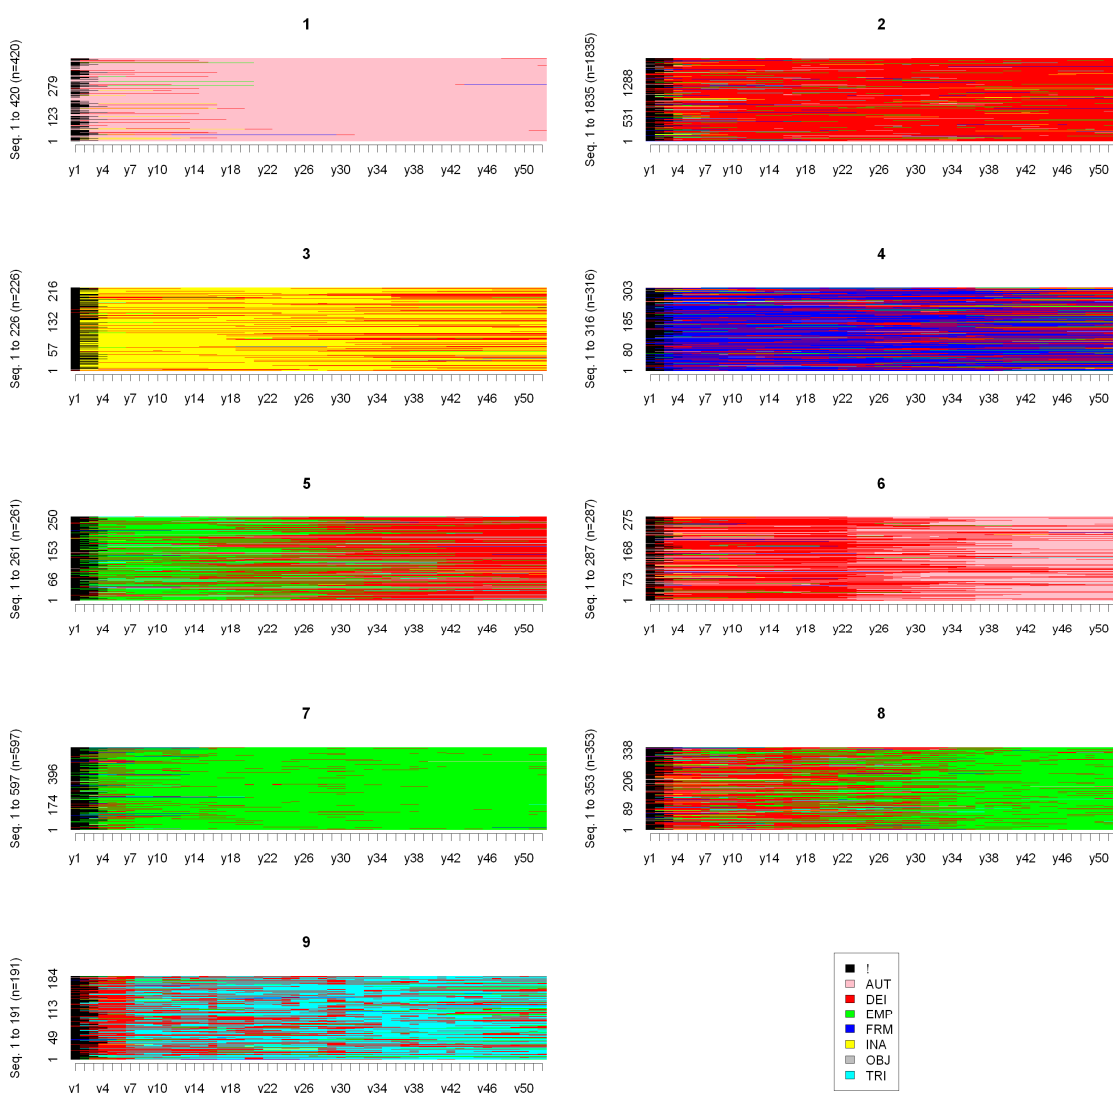 1
Seq. 1 to 420 (n=420)
1 123 279
y1 y4 y7 y10 y14 y18 y22 y26 y30 y34 y38 y42 y46 y50
2
Seq. 1 to 1835 (n=1835)
1 531 1288
y1 y4 y7 y10 y14 y18 y22 y26 y30 y34 y38 y42 y46 y50
3
Seq. 1 to 226 (n=226)
1 57 132 216
y1 y4 y7 y10 y14 y18 y22 y26 y30 y34 y38 y42 y46 y50
4
Seq. 1 to 316 (n=316)
1 80 185 303
y1 y4 y7 y10 y14 y18 y22 y26 y30 y34 y38 y42 y46 y50
5
Seq. 1 to 261 (n=261)
1 66 153 250
y1 y4 y7 y10 y14 y18 y22 y26 y30 y34 y38 y42 y46 y50
6
Seq. 1 to 287 (n=287)
1 73 168 275
y1 y4 y7 y10 y14 y18 y22 y26 y30 y34 y38 y42 y46 y50
7
Seq. 1 to 597 (n=597)
1 174 396
y1 y4 y7 y10 y14 y18 y22 y26 y30 y34 y38 y42 y46 y50
8
Seq. 1 to 353 (n=353)
1 89 206 338
y1 y4 y7 y10 y14 y18 y22 y26 y30 y34 y38 y42 y46 y50
9
Seq. 1 to 191 (n=191)
1 49 113 184
y1 y4 y7 y10 y14 y18 y22 y26 y30 y34 y38 y42 y46 y50
!
AUT
DEI
EMP
FRM
INA
OBJ
TRI